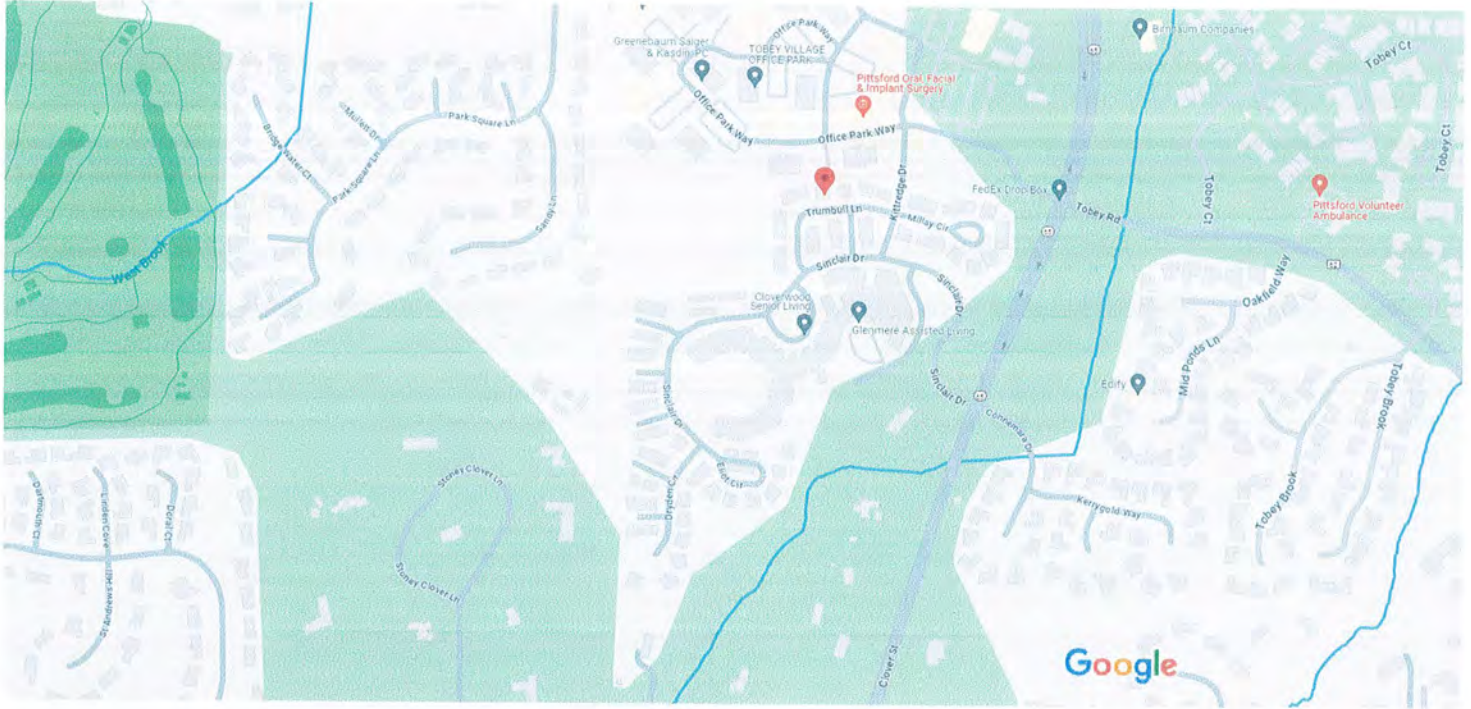 Office Park Way
Greenebaum Saiger
& Kasdin PC
TOBEY VILLAGE
OFFICE PARK
Pittsford Oral, Facial
& Implant Surgery
Office Park Way
Office Park Way
Birnbaum Companies
Tobey Ct
Tobey Ct
Tobey Ct
Pittsford Volunteer
Ambulance
FedEx Drop Box
Tobey Rd
Kittredge Dr
Trumbull Ln
Millay Cir
Sinclair Dr
Sinclair Dr
Cloverwood
Senior Living
Glenmere Assisted Living
Sinclair Dr
Sinclair Dr
Connemara Dr
Kerrygold Way
Eliot Cir
Dryden Cir
Clover St
Edify
Mid Ponds Ln
Oakfield Way
Tobey Brook
Tobey Brook
Bridge Water Ct
Mullett Dr
Park Square Ln
Park Square Ln
Sandy Ln
West Brook
Stoney Clover Ln
Stoney Clover Ln
Dartmouth Ct
Linden Cove
Doral Ct
St Andrews Hl
Google